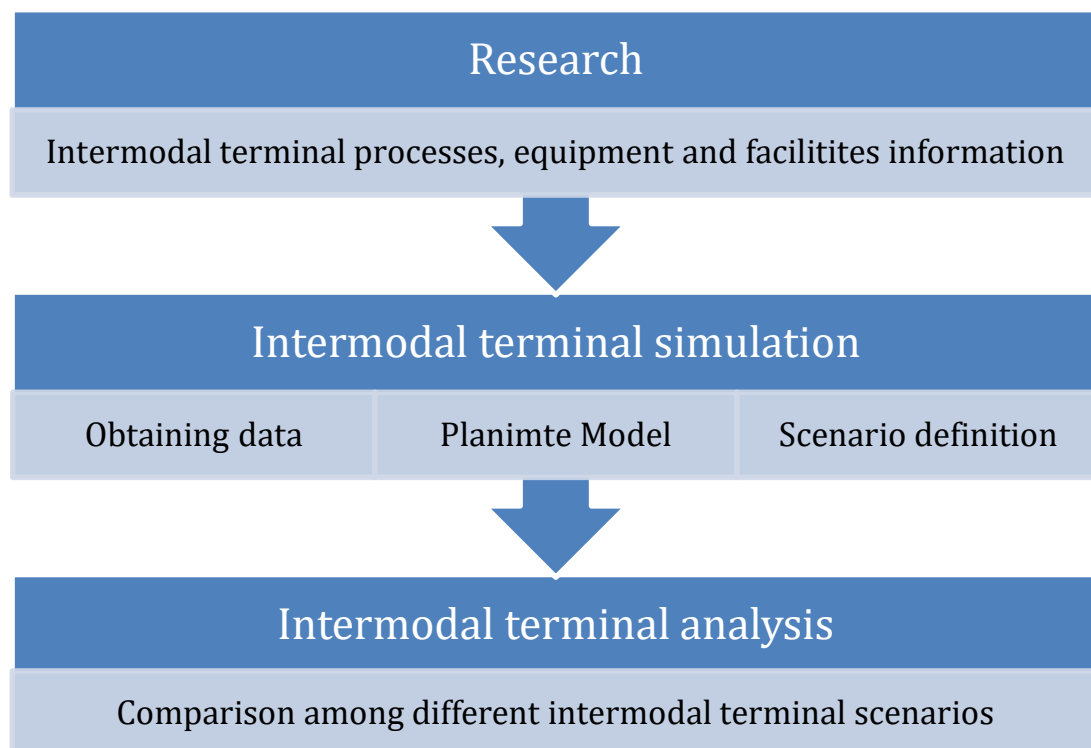 Research
Intermodal terminal processes, equipment and facilitites information
Intermodal terminal simulation
Obtaining data
Planimte Model
Scenario definition
Intermodal terminal analysis
Comparison among different intermodal terminal scenarios